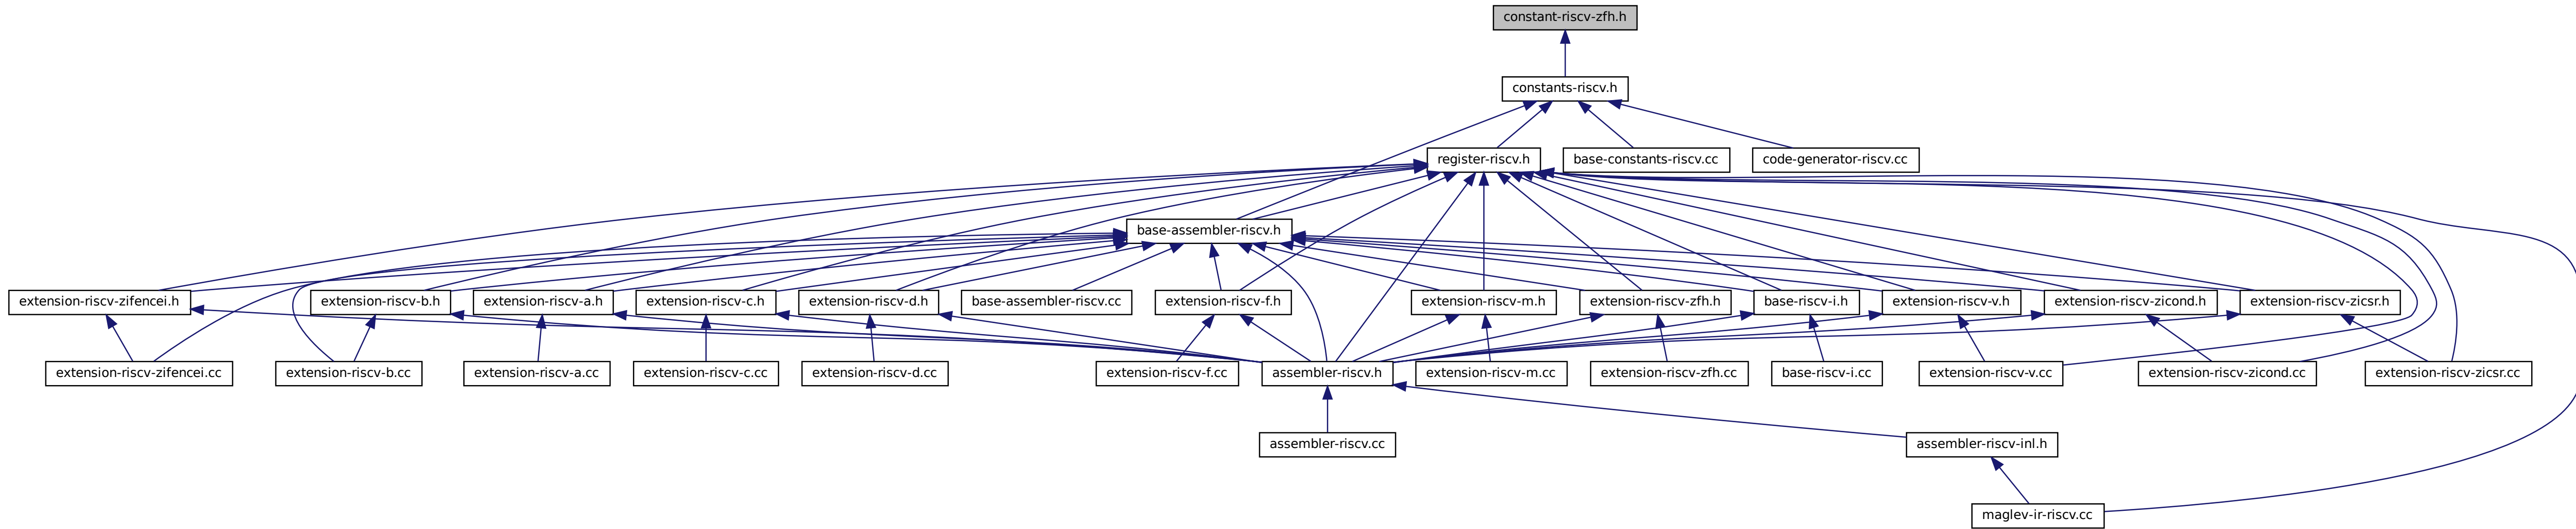 constant-riscv-zfh.h
constants-riscv.h
register-riscv.h
base-constants-riscv.cc
code-generator-riscv.cc
base-assembler-riscv.h
extension-riscv-zifencei.h
extension-riscv-b.h
extension-riscv-a.h
extension-riscv-c.h
extension-riscv-d.h
base-assembler-riscv.cc
extension-riscv-f.h
extension-riscv-m.h
extension-riscv-zfh.h
base-riscv-i.h
extension-riscv-v.h
extension-riscv-zicond.h
extension-riscv-zicsr.h
extension-riscv-zifencei.cc
extension-riscv-b.cc
extension-riscv-a.cc
extension-riscv-c.cc
extension-riscv-d.cc
extension-riscv-f.cc
assembler-riscv.h
extension-riscv-m.cc
extension-riscv-zfh.cc
base-riscv-i.cc
extension-riscv-v.cc
extension-riscv-zicond.cc
extension-riscv-zicsr.cc
assembler-riscv.cc
assembler-riscv-inl.h
maglev-ir-riscv.cc